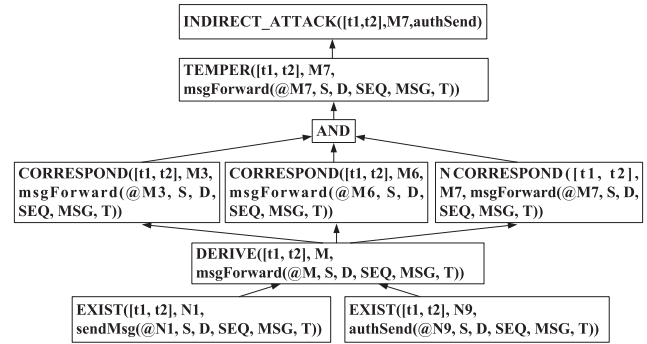 INDIRECT_ATTACK([t1,t2],M7,authSend)
TEMPER([t1, t2], M7,
msgForward(@M7, S, D, SEQ, MSG, T))
AND
CORRESPOND([t1, t2], M3,
msgForward(@M3, S, D,
SEQ, MSG, T))
CORRESPOND([t1, t2], M6,
msgForward(@M6, S, D,
SEQ, MSG, T))
NCORRESPOND([t1, t2],
M7, msgForward(@M7, S, D,
SEQ, MSG, T))
DERIVE([t1, t2], M,
msgForward(@M, S, D, SEQ, MSG, T))
EXIST([t1, t2], N1,
sendMsg(@N1, S, D, SEQ, MSG, T))
EXIST([t1, t2], N9,
authSend(@N9, S, D, SEQ, MSG, T))